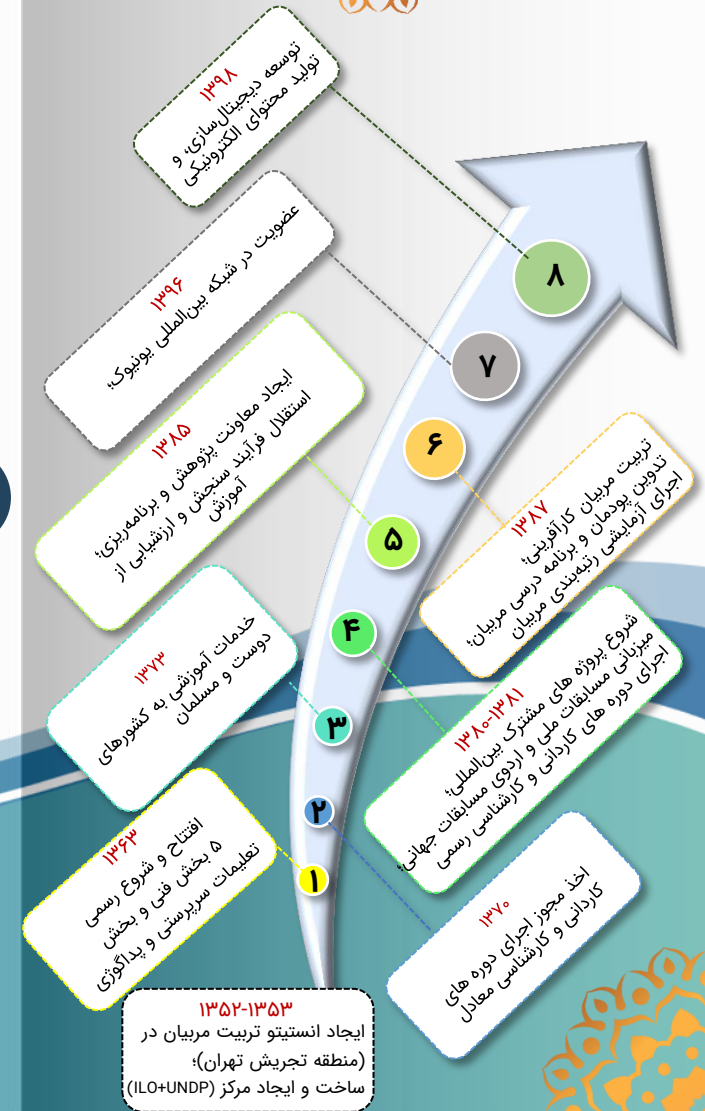 ۱۳۹۸
توسعه دیجیتال‌سازی؛ و
تولید محتوای الکترونیکی
۱۳۹۶
عضویت در شبکه بین‌المللی یونیوک؛
۱۳۸۵
ایجاد معاونت پژوهش و برنامه‌ریزی؛
استقلال فرآیند سنجش و ارزشیابی از
آموزش
۱۳۸۷
تربیت مربیان کارآفرینی؛
تدوین پودمان و برنامه درسی مربیان؛
اجرای آزمایشی رتبه‌بندی مربیان
۱۳۷۳
خدمات آموزشی به کشورهای
دوست و مسلمان
۱۳۸۰-۱۳۸۱
شروع پروژه های مشترک بین‌المللی؛
میزبانی مسابقات ملی و اردوی مسابقات جهانی؛
اجرای دوره های کاردانی و کارشناسی رسمی
۱۳۶۳
افتتاح و شروع رسمی
۵ بخش فنی و بخش
تعلیمات سرپرستی و پداگوژی
۱۳۷۰
اخذ مجوز اجرای دوره های
کاردانی و کارشناسی معادل
۸
۷
۶
۵
۴
۳
۲
۱
۱۳۵۲-۱۳۵۳
ایجاد انستیتو تربیت مربیان در
(منطقه تجریش تهران)؛
ساخت و ایجاد مرکز (ILO+UNDP)